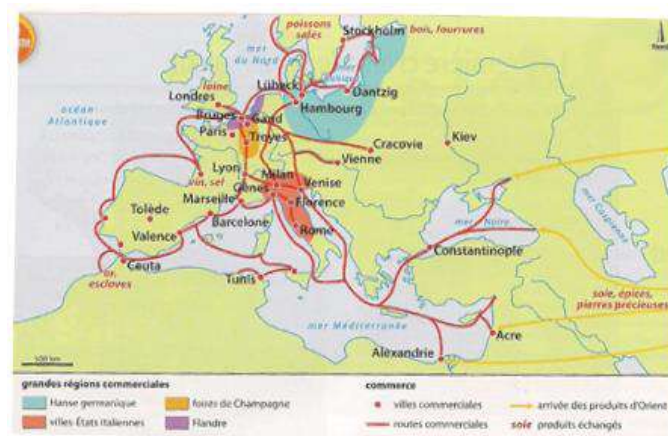 poissons
salés
Stockholm
bois, fourrures
mer
du Nord
Nord
laine
Lübeck
Londres
Dantzig
Hambourg
océan
Atlantique
Bruges
Gand
Paris
Troyes
Cracovie
Kiev
Vienne
Lyon
Milan
vin, sel
Gênes
Venise
Marseille
Florence
Tolède
Barcelone
Rome
mer Noire
mer Caspienne
Valence
Constantinople
Ceuta
or,
esclaves
Tunis
soie, épices,
pierres précieuses
mer Méditerranée
Acre
500 km
Alexandrie
grandes régions commerciales
Hanse germanique
foires de Champagne
villes-États italiennes
Flandre
commerce
villes commerciales
arrivée des produits d'Orient
routes commerciales
soie produits échangés